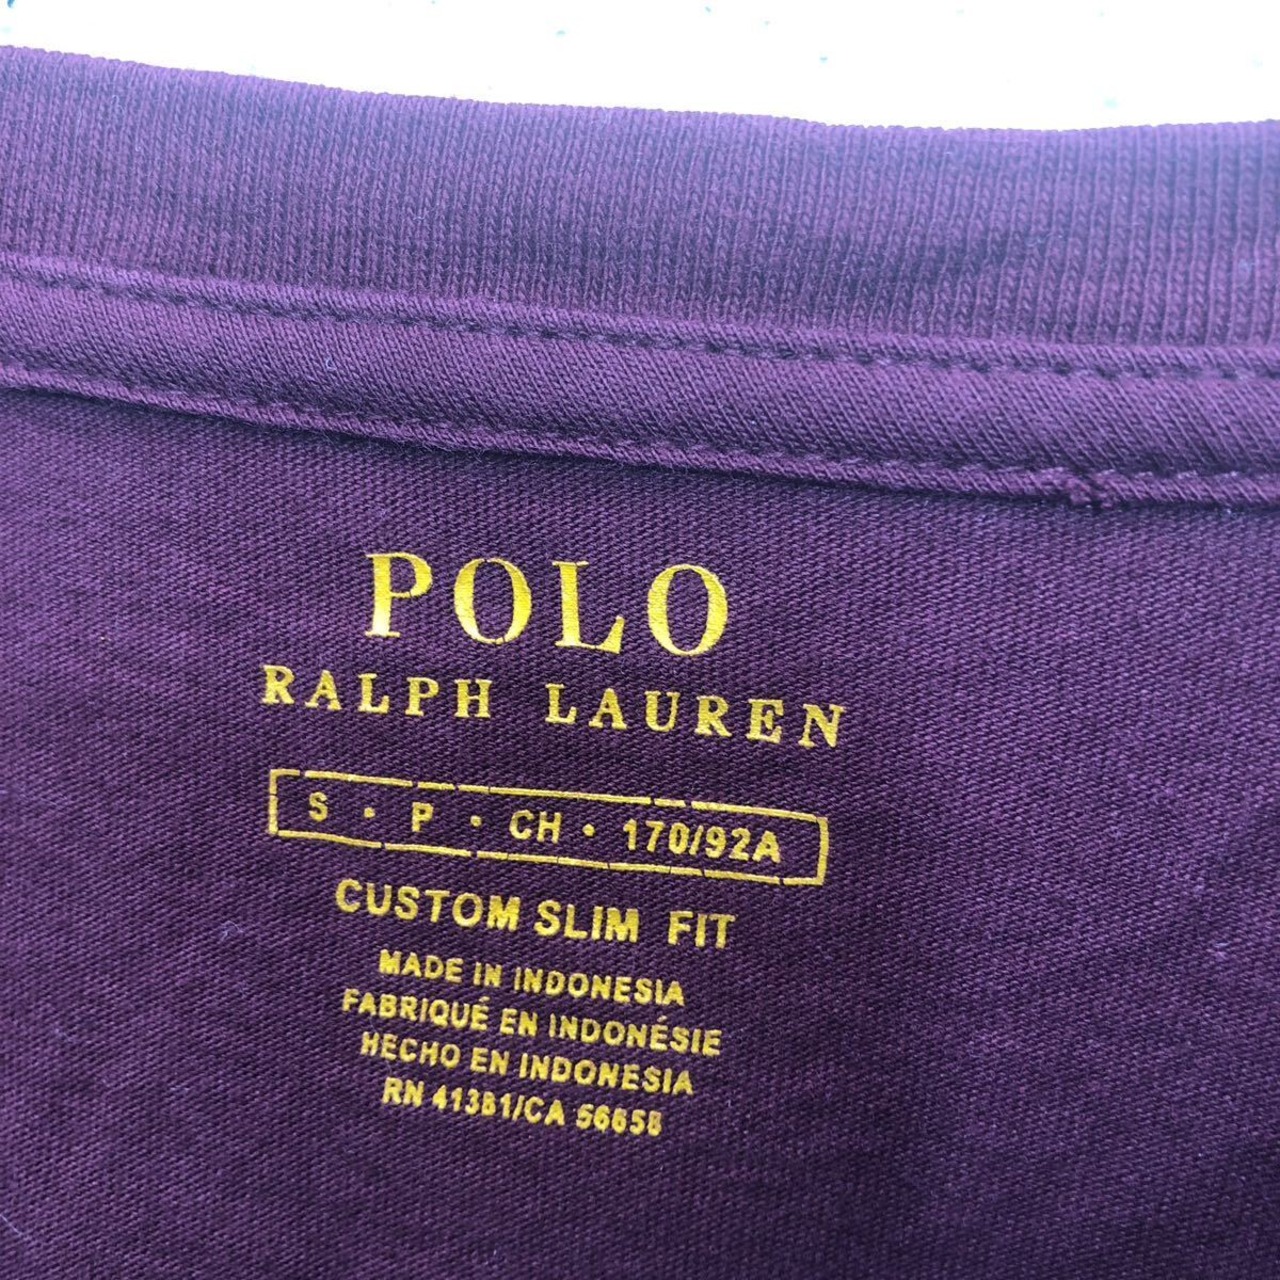 POLO
RALPH LAUREN
S • P • CH • 170/92A
CUSTOM SLIM FIT
MADE IN INDONESIA
FABRIQUÉ EN INDONÉSIE
HECHO EN INDONESIA
RN 41381/CA 56658